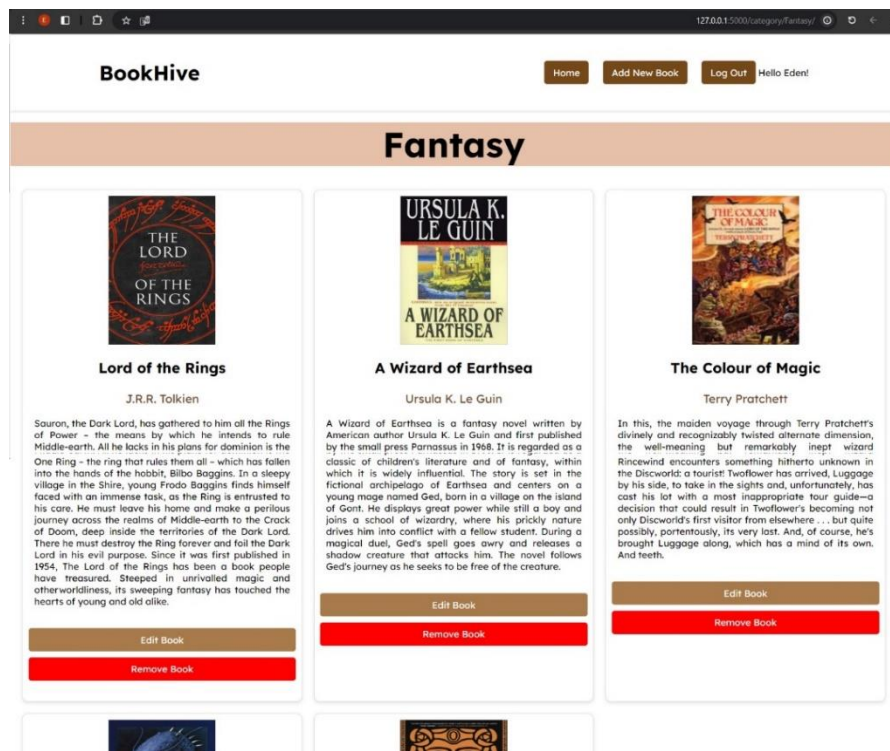 127.0.0.1:5000/category/Fantasy/
BookHive
Home
Add New Book
Log Out
Hello Eden!
Fantasy
THE
LORD
OF THE
RINGS
Lord of the Rings
J.R.R. Tolkien
Sauron, the Dark Lord, has gathered to him all the Rings
of Power – the means by which he intends to rule
Middle-earth. All he lacks in his plans for dominion is the
One Ring – the ring that rules them all – which has fallen
into the hands of the hobbit, Bilbo Baggins. In a sleepy
village in the Shire, young Frodo Baggins finds himself
faced with an immense task, as the Ring is entrusted to
his care. He must leave his home and make a perilous
journey across the realms of Middle-earth to the Crack
of Doom, deep inside the territories of the Dark Lord.
There he must destroy the Ring forever and foil the Dark
Lord in his evil purpose. Since it was first published in
1954, The Lord of the Rings has been a book people
have treasured. Steeped in unrivalled magic and
otherworldliness, its sweeping fantasy has touched the
hearts of young and old alike.
Edit Book
Remove Book
URSULA K.
LE GUIN
A WIZARD OF
EARTHSEA
A Wizard of Earthsea
Ursula K. Le Guin
A Wizard of Earthsea is a fantasy novel written by
American author Ursula K. Le Guin and first published
by the small press Parnassus in 1968. It is regarded as a
classic of children's literature and of fantasy, within
which it is widely influential. The story is set in the
fictional archipelago of Earthsea and centers on a
young mage named Ged, born in a village on the island
of Gont. He displays great power while still a boy and
joins a school of wizardry, where his prickly nature
drives him into conflict with a fellow student. During a
magical duel, Ged's spell goes awry and releases a
shadow creature that attacks him. The novel follows
Ged's journey as he seeks to be free of the creature.
Edit Book
Remove Book
THE COLOUR
OF MAGIC
TERRY PRATCHETT
The Colour of Magic
Terry Pratchett
In this, the maiden voyage through Terry Pratchett's
divinely and recognizably twisted alternate dimension,
the well-meaning but remarkably inept wizard
Rincewind encounters something hitherto unknown in
the Discworld: a tourist! Twoflower has arrived, Luggage
by his side, to take in the sights and, unfortunately, has
cast his lot with a most inappropriate tour guide—a
decision that could result in Twoflower's becoming not
only Discworld's first visitor from elsewhere . . . but quite
possibly, portentously, its very last. And, of course, he's
brought Luggage along, which has a mind of its own.
And teeth.
Edit Book
Remove Book